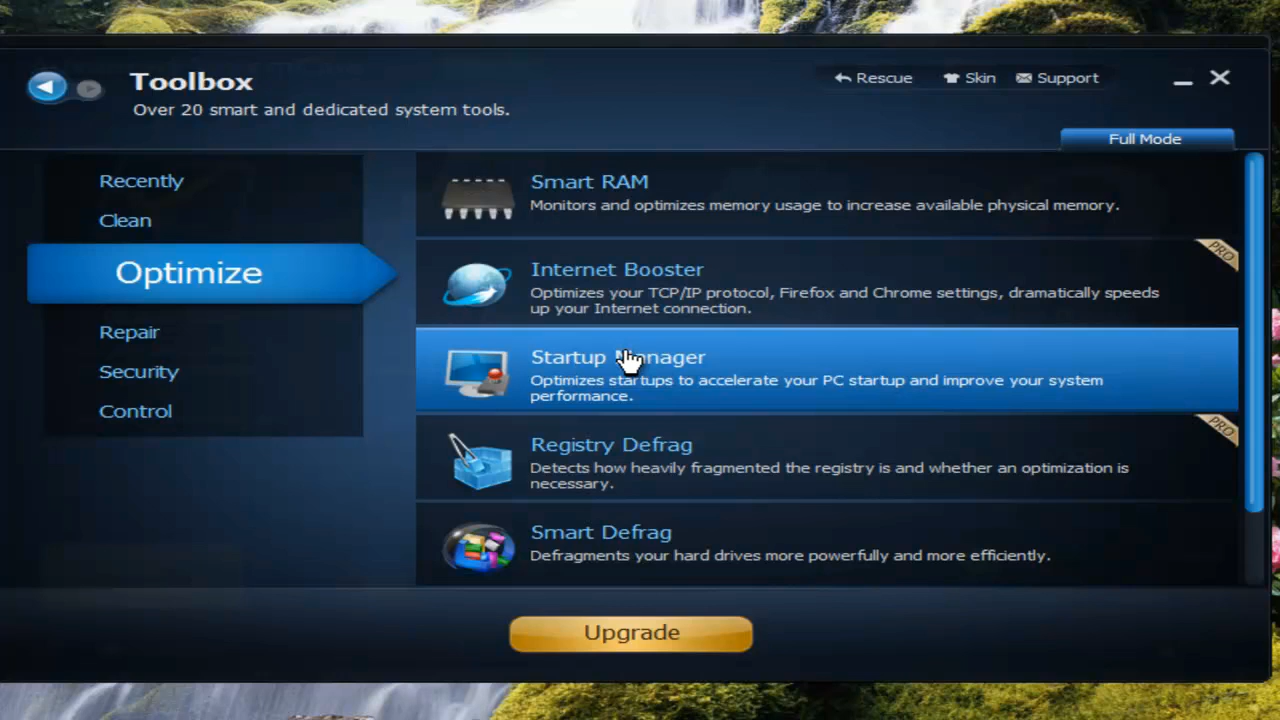 Toolbox
Over 20 smart and dedicated system tools.
Rescue
Skin
Support
Full Mode
Recently
Clean
Optimize
Repair
Security
Control
Smart RAM
Monitors and optimizes memory usage to increase available physical memory.
PRO
Internet Booster
Optimizes your TCP/IP protocol, Firefox and Chrome settings, dramatically speeds
up your Internet connection.
Startup Manager
Optimizes startups to accelerate your PC startup and improve your system
performance.
PRO
Registry Defrag
Detects how heavily fragmented the registry is and whether an optimization is
necessary.
Smart Defrag
Defragments your hard drives more powerfully and more efficiently.
Upgrade